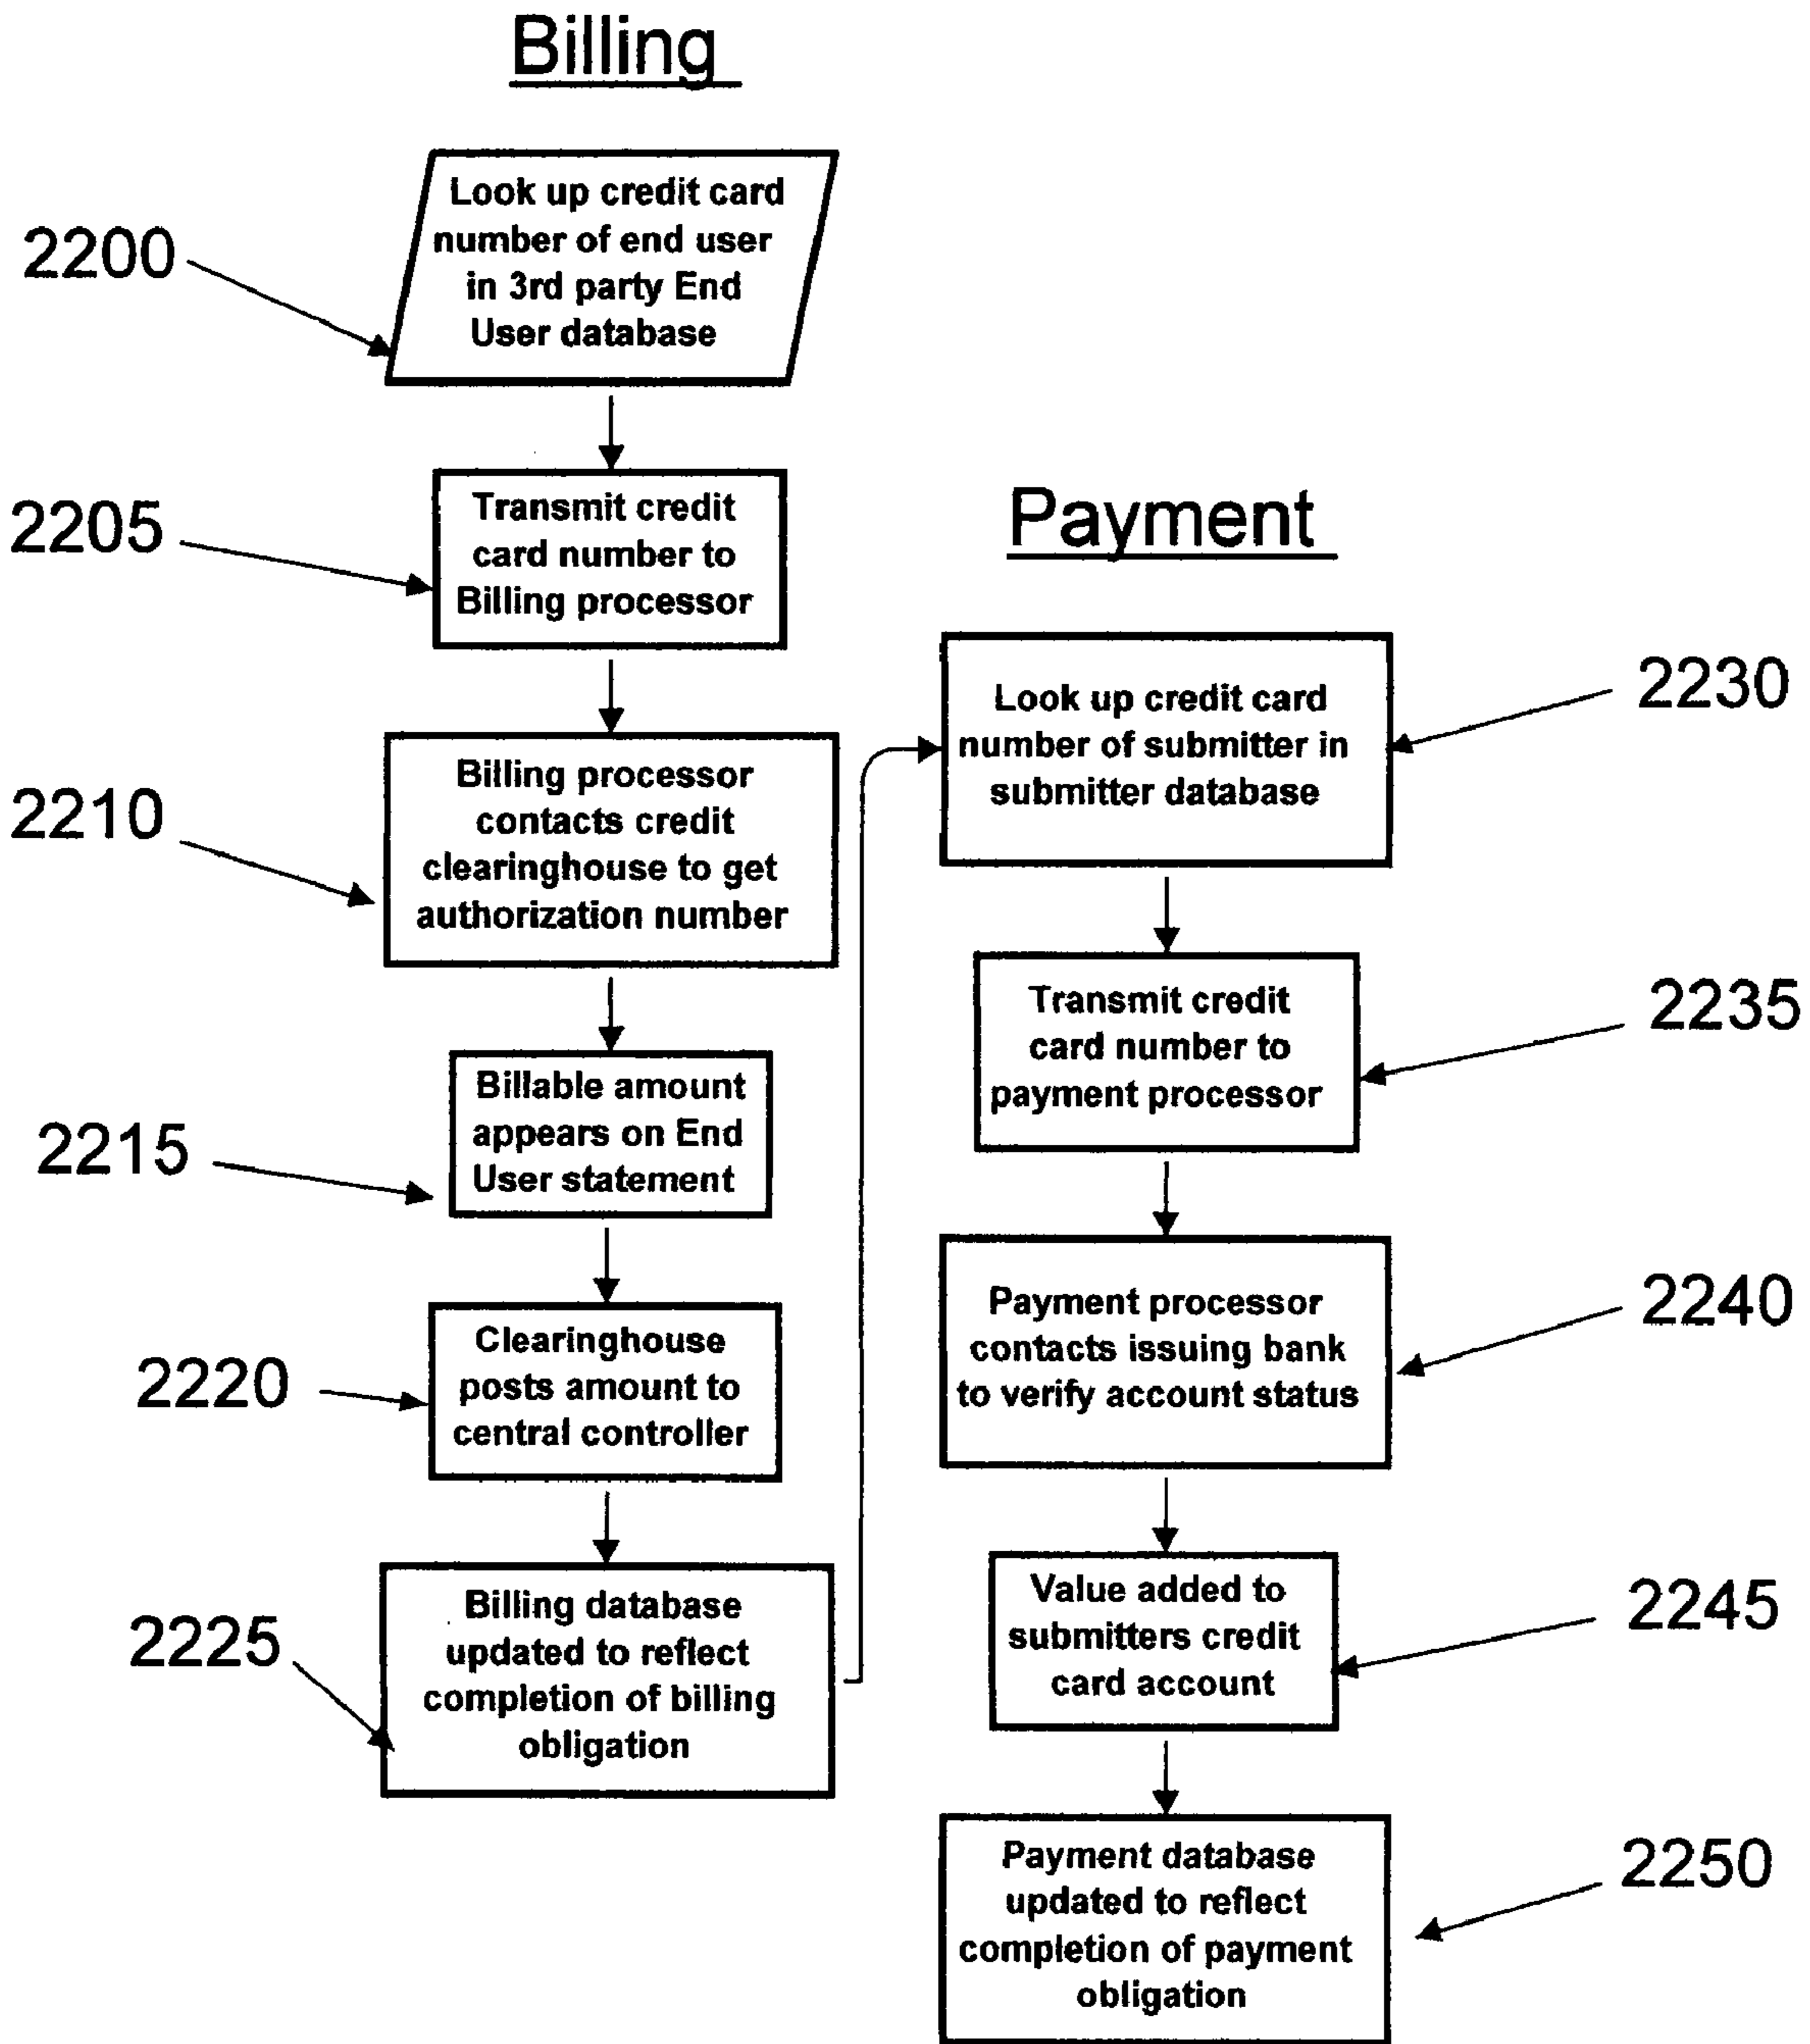 Billing
2200
Look up credit card
number of end user
in 3rd party End
User database
2205
Transmit credit
card number to
Billing processor
2210
Billing processor
contacts credit
clearinghouse to get
authorization number
2215
Billable amount
appears on End
User statement
2220
Clearinghouse
posts amount to
central controller
2225
Billing database
updated to reflect
completion of billing
obligation
Payment
2230
Look up credit card
number of submitter in
submitter database
2235
Transmit credit
card number to
payment processor
2240
Payment processor
contacts issuing bank
to verify account status
2245
Value added to
submitters credit
card account
2250
Payment database
updated to reflect
completion of payment
obligation